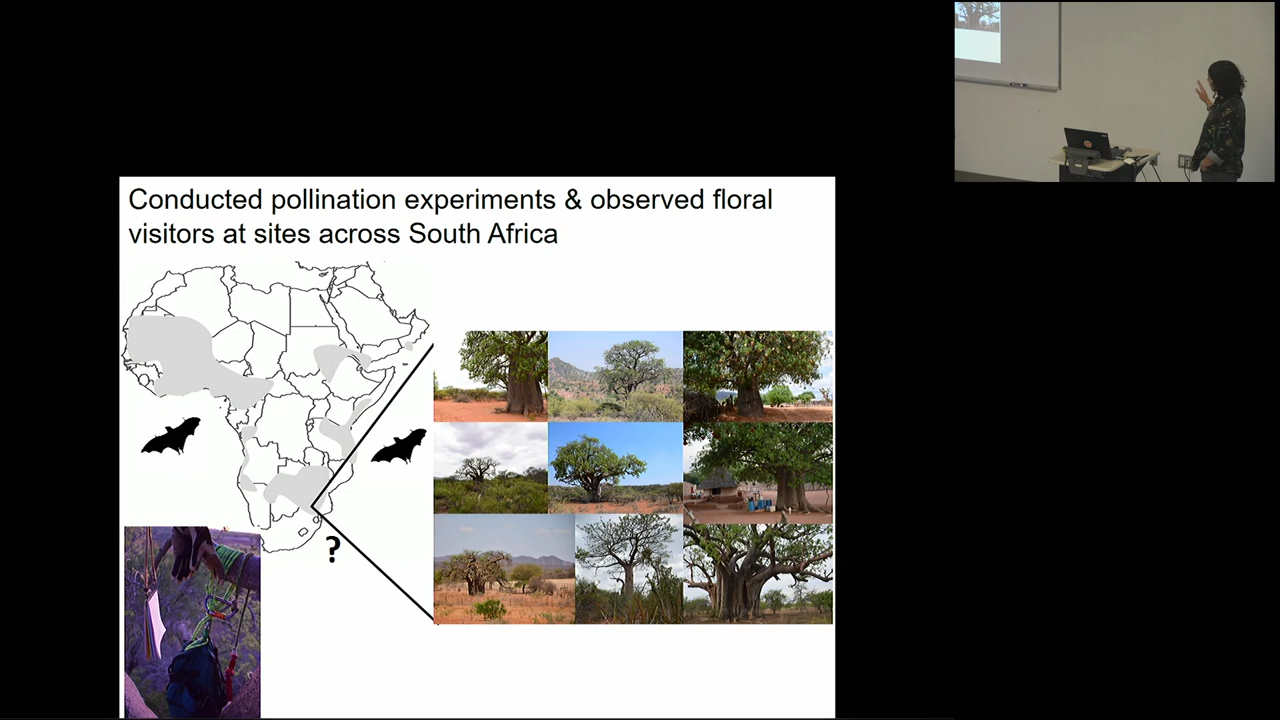 Conducted pollination experiments & observed floral
visitors at sites across South Africa
?